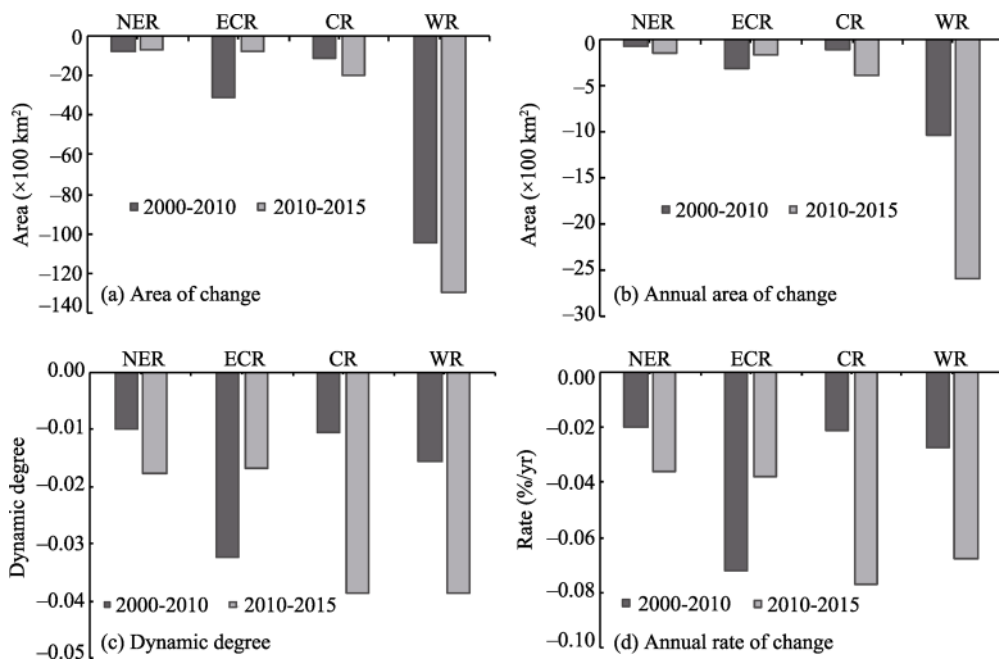 NER ECR CR WR
0
−20
−40
−60
−80
−100
−120
−140
Area (×100 km²)
2000-2010 2010-2015
(a) Area of change
NER ECR CR WR
0
−5
−10
−15
−20
−25
−30
Area (×100 km²)
2000-2010 2010-2015
(b) Annual area of change
NER ECR CR WR
0.00
−0.01
−0.02
−0.03
−0.04
−0.05
Dynamic degree
2000-2010 2010-2015
(c) Dynamic degree
NER ECR CR WR
0.00
−0.02
−0.04
−0.06
−0.08
−0.10
Rate (%/yr)
2000-2010 2010-2015
(d) Annual rate of change